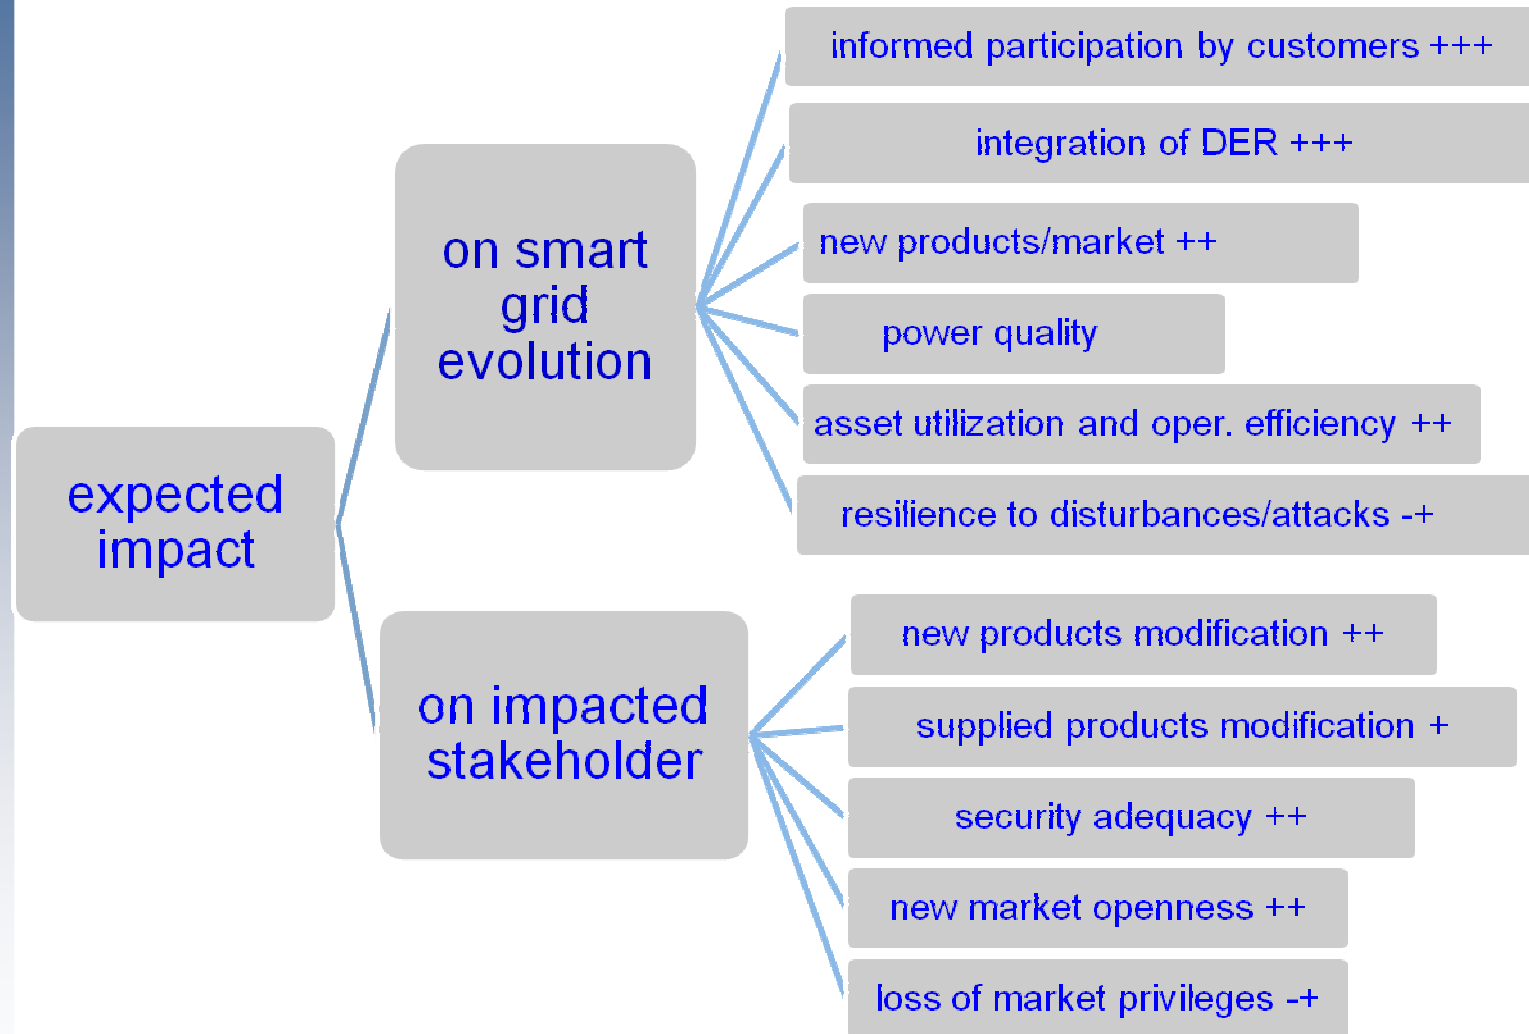 expected
impact
on smart
grid
evolution
informed participation by customers +++
integration of DER +++
new products/market ++
power quality
asset utilization and oper. efficiency ++
resilience to disturbances/attacks -+
on impacted
stakeholder
new products modification ++
supplied products modification +
security adequacy ++
new market openness ++
loss of market privileges -+